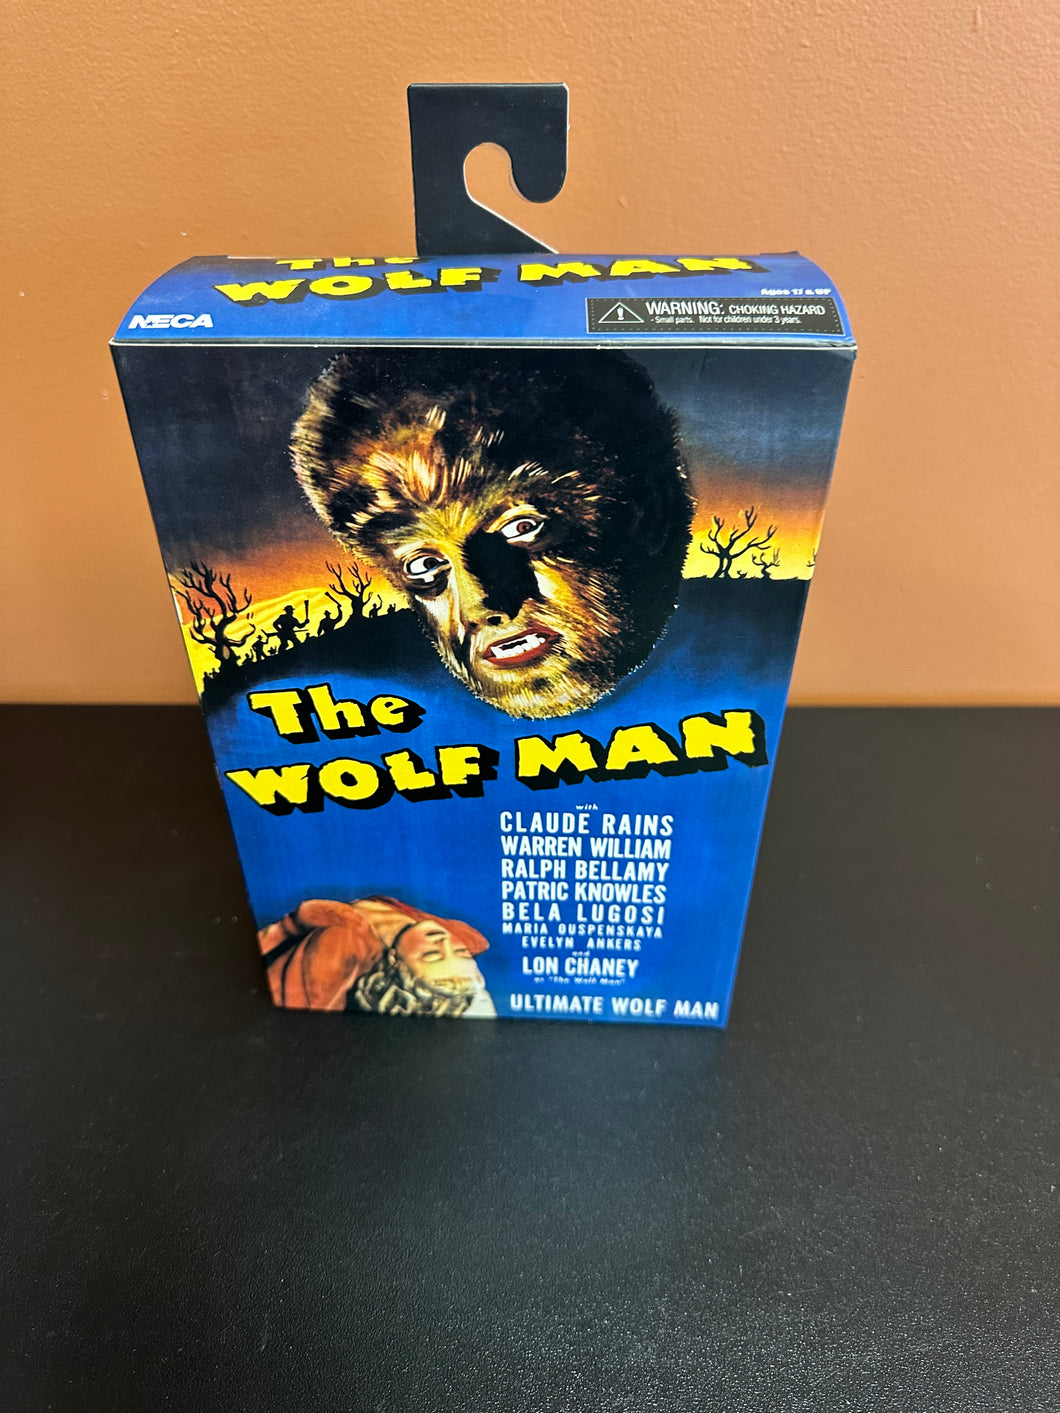 The
WOLF MAN
NECA
Ages 17 & UP
WARNING: CHOKING HAZARD
- Small parts. Not for children under 3 years.
The
WOLF MAN
with
CLAUDE RAINS
WARREN WILLIAM
RALPH BELLAMY
PATRIC KNOWLES
BELA LUGOSI
MARIA OUSPENSKAYA
EVELYN ANKERS
and
LON CHANEY
as "The Wolf Man"
ULTIMATE WOLF MAN